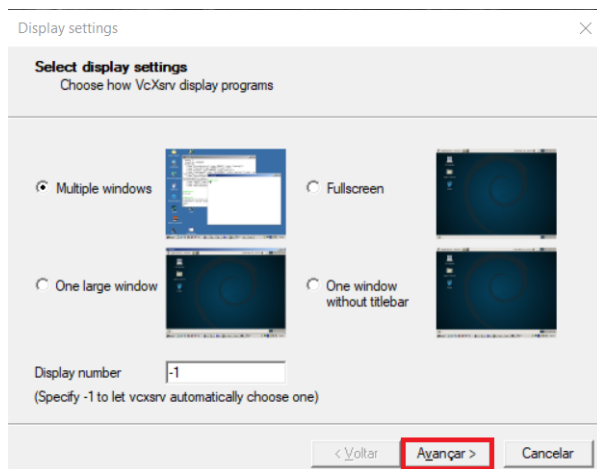 Display settings
Select display settings
Choose how VcXsrv display programs
Multiple windows
Fullscreen
One large window
One window
without titlebar
Display number
-1
(Specify -1 to let vcxsrv automatically choose one)
< Voltar
Avançar >
Cancelar